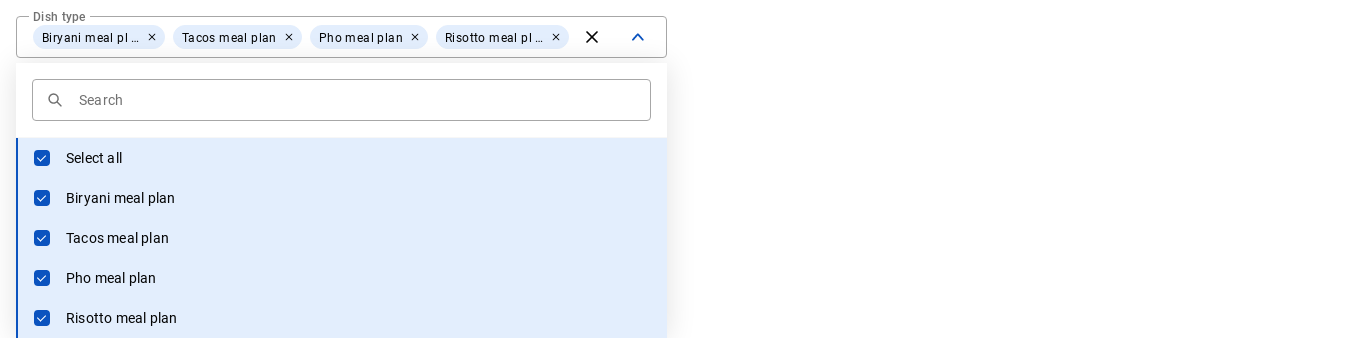 Dish type
Biryani meal pl … Tacos meal plan Pho meal plan Risotto meal pl …
Search
Select all
Biryani meal plan
Tacos meal plan
Pho meal plan
Risotto meal plan